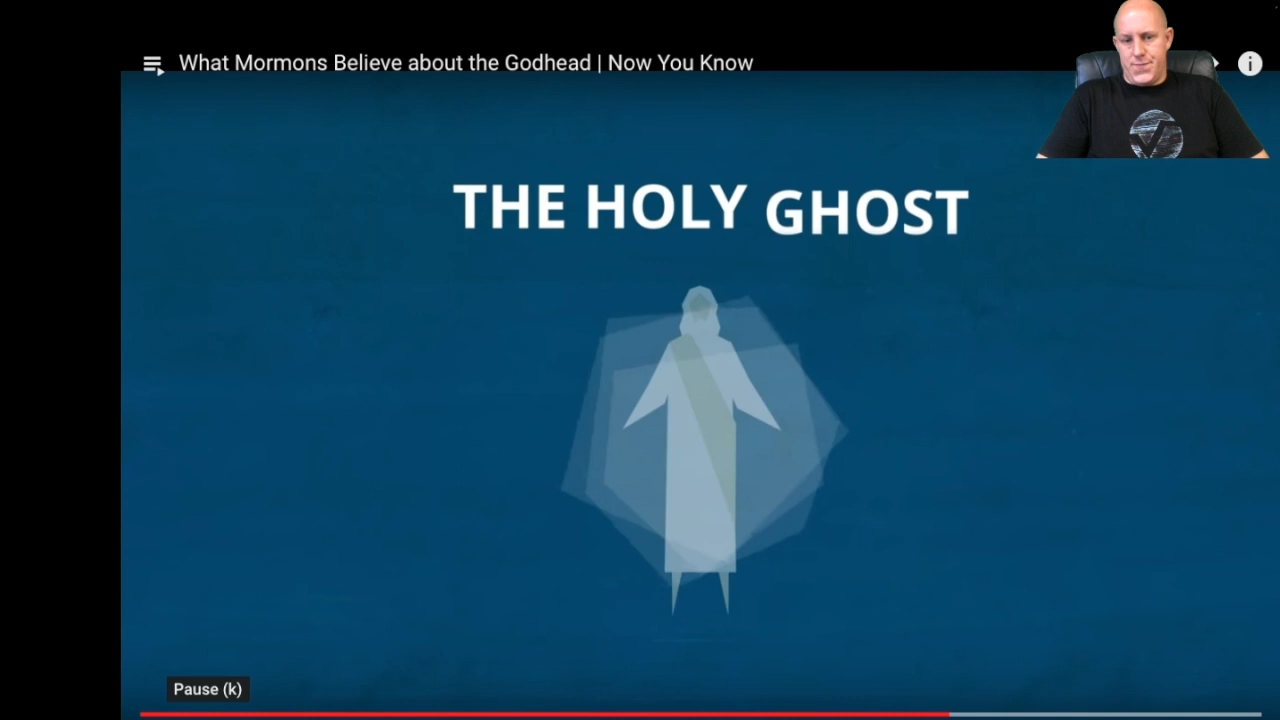 What Mormons Believe about the Godhead | Now You Know
THE HOLY GHOST
Pause (k)